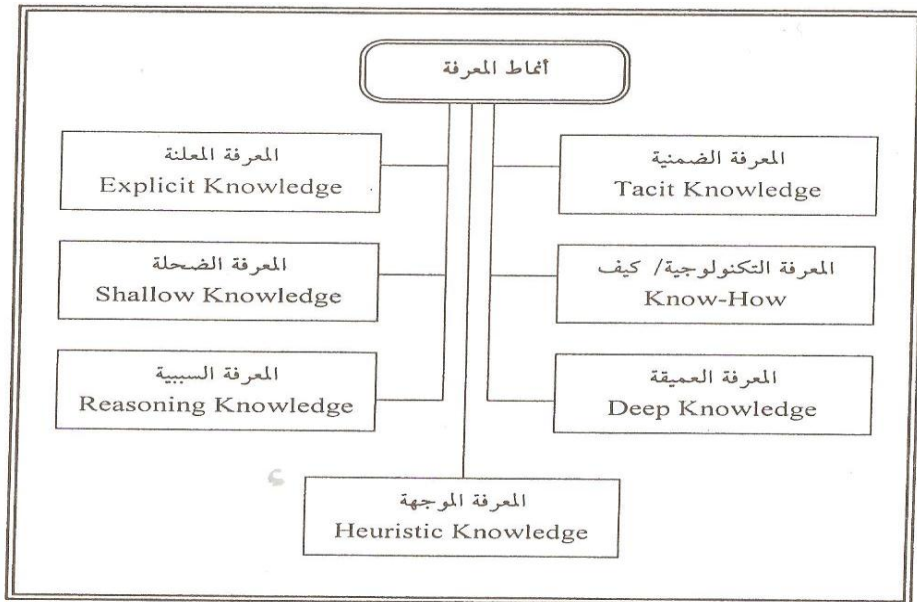 أنماط المعرفة
المعرفة الضمنية
Tacit Knowledge
المعرفة المعلنة
Explicit Knowledge
المعرفة التكنولوجية/ كيف
Know-How
المعرفة الضحلة
Shallow Knowledge
المعرفة العميقة
Deep Knowledge
المعرفة السببية
Reasoning Knowledge
المعرفة الموجهة
Heuristic Knowledge